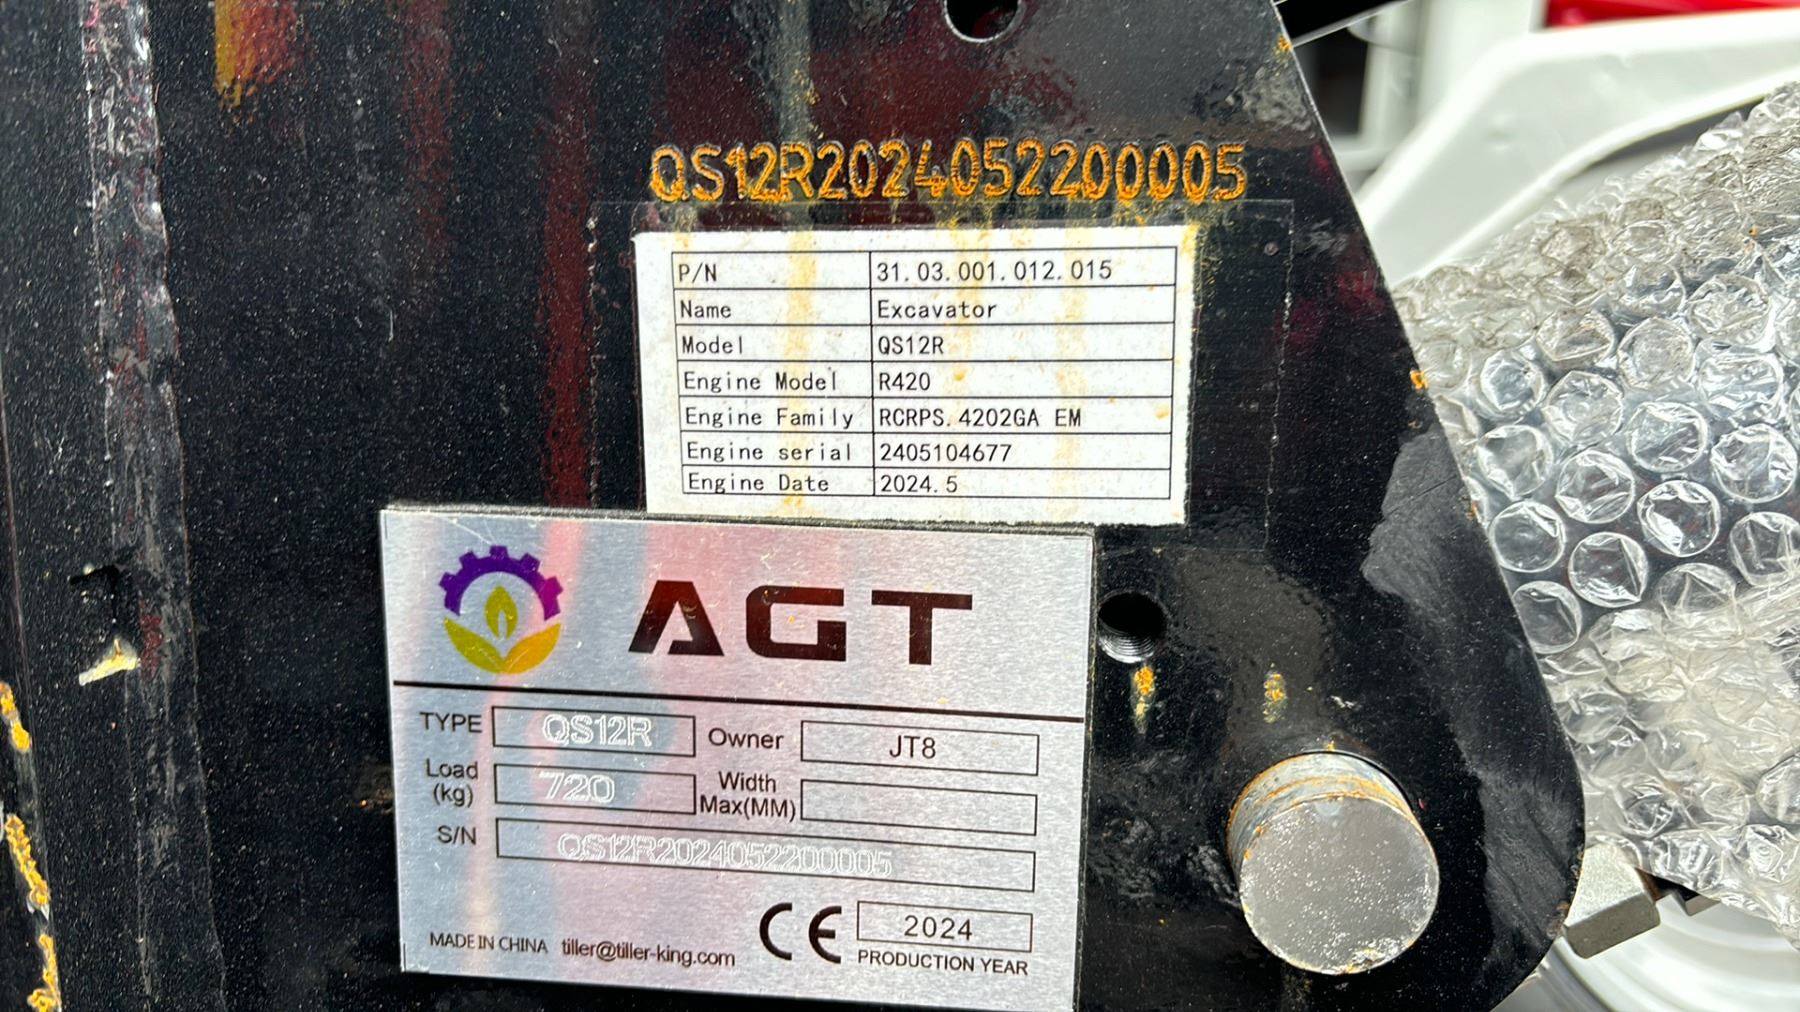 QS12R2024052200005
P/N 31.03.001.012.015
Name Excavator
Model QS12R
Engine Model R420
Engine Family RCRPS.4202GA EM
Engine serial 2405104677
Engine Date 2024.5
AGT
TYPE QS12R Owner JT8
Load (kg) 720 Width Max(MM)
S/N QS12R2024052200005
MADE IN CHINA tiller@tiller-king.com CE 2024
PRODUCTION YEAR